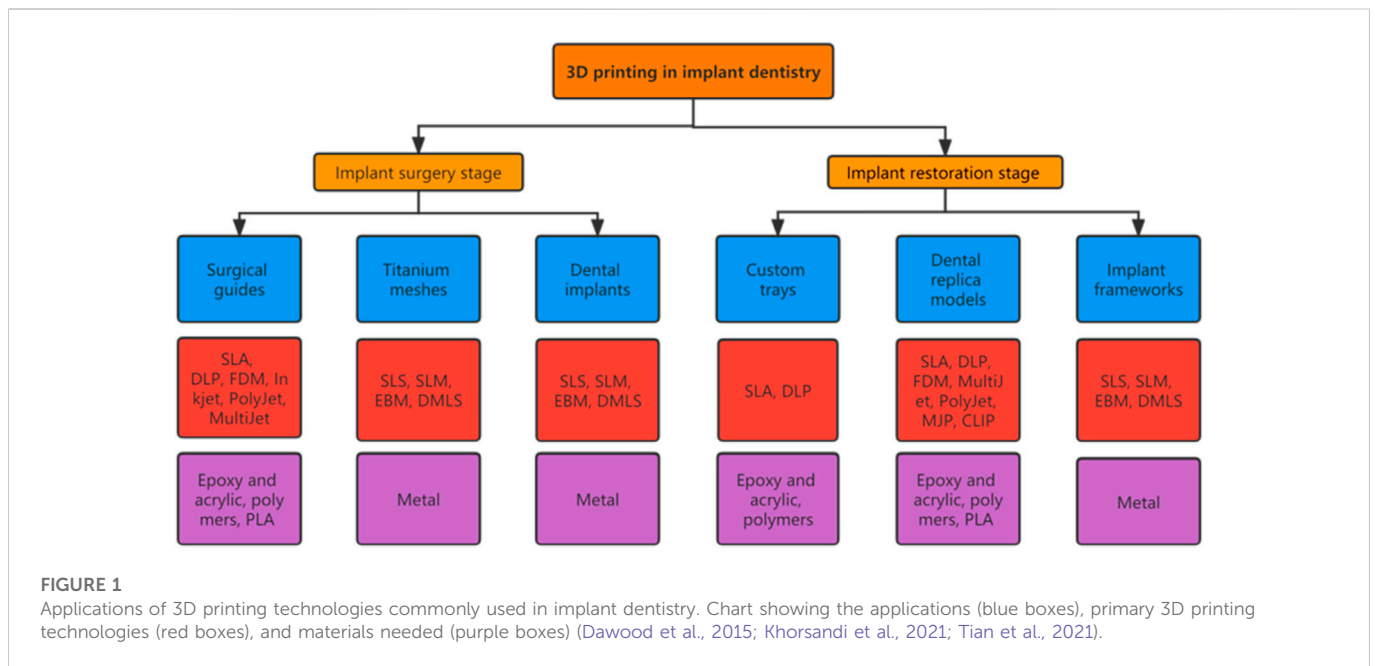 3D printing in implant dentistry
Implant surgery stage
Implant restoration stage
Surgical
guides
Titanium
meshes
Dental
implants
Custom
trays
Dental
replica
models
Implant
frameworks
SLA,
DLP, FDM, In
kjet, PolyJet,
MultiJet
SLS, SLM,
EBM, DMLS
SLS, SLM,
EBM, DMLS
SLA, DLP
SLA, DLP,
FDM, MultiJ
et, PolyJet,
MJP, CLIP
SLS, SLM,
EBM, DMLS
Epoxy and
acrylic, poly
mers, PLA
Metal
Metal
Epoxy and
acrylic,
polymers
Epoxy and
acrylic, poly
mers, PLA
Metal
FIGURE 1
Applications of 3D printing technologies commonly used in implant dentistry. Chart showing the applications (blue boxes), primary 3D printing
technologies (red boxes), and materials needed (purple boxes) (Dawood et al., 2015; Khorsandi et al., 2021; Tian et al., 2021).